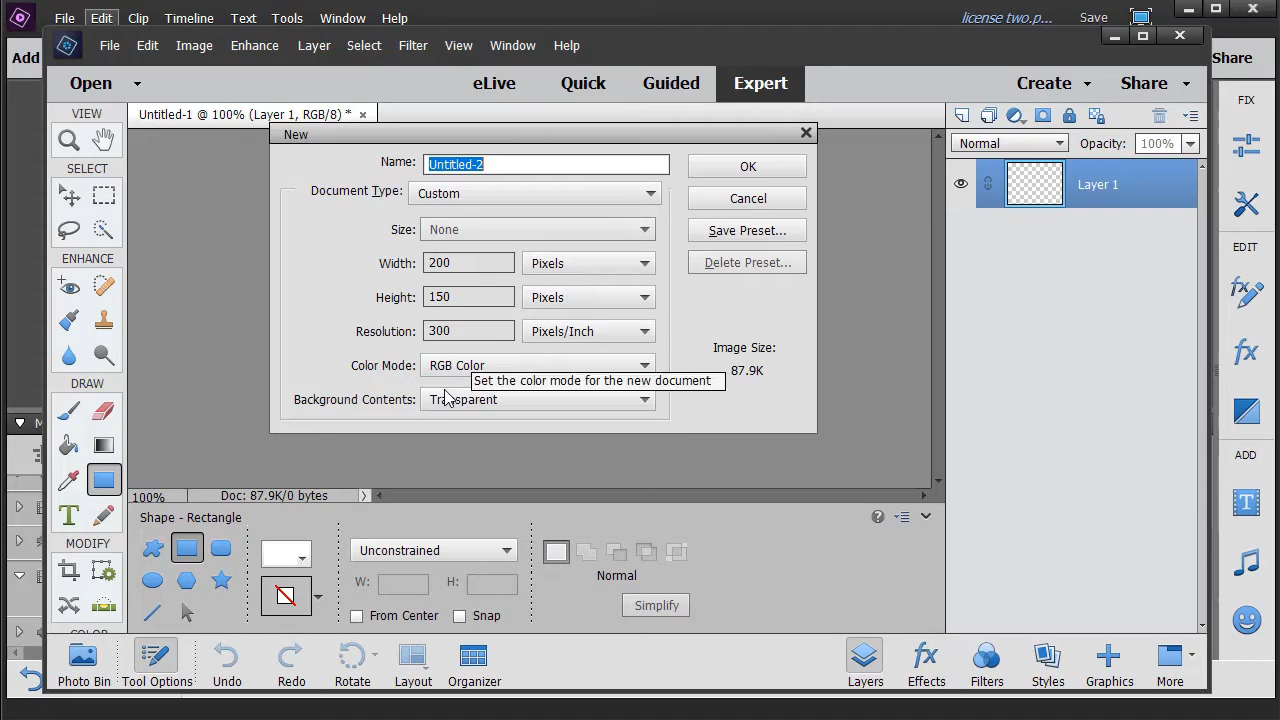 File Edit Clip Timeline Text Tools Window Help license two.p... Save
File Edit Image Enhance Layer Select Filter View Window Help
Add Share
Open eLive Quick Guided Expert Create Share
VIEW
Untitled-1 @ 100% (Layer 1, RGB/8) *
FIX
New
Normal Opacity: 100%
Name: Untitled-2 OK
SELECT
Document Type: Custom Cancel
Layer 1
Size: None Save Preset...
EDIT
ENHANCE
Width: 200 Pixels Delete Preset...
Height: 150 Pixels
Resolution: 300 Pixels/Inch
Image Size:
87.9K
Color Mode: RGB Color
Set the color mode for the new document
DRAW
Background Contents: Transparent
ADD
100% Doc: 87.9K/0 bytes
Shape - Rectangle
MODIFY
Unconstrained
Normal
W: H:
Simplify
From Center Snap
COLOR
Photo Bin Tool Options Undo Redo Rotate Layout Organizer Layers Effects Filters Styles Graphics More